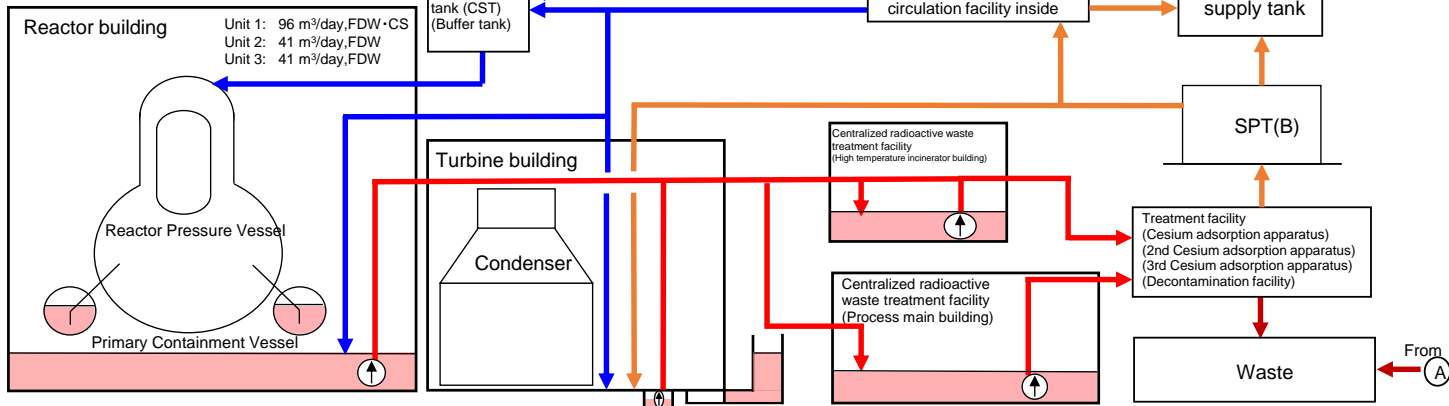 Reactor building
Unit 1: 96 m³/day,FDW・CS
Unit 2: 41 m³/day,FDW
Unit 3: 41 m³/day,FDW
tank (CST)
(Buffer tank)
circulation facility inside
supply tank
SPT(B)
Turbine building
Centralized radioactive waste
treatment facility
(High temperature incinerator building)
Reactor Pressure Vessel
Condenser
Primary Containment Vessel
Centralized radioactive
waste treatment facility
(Process main building)
Treatment facility
(Cesium adsorption apparatus)
(2nd Cesium adsorption apparatus)
(3rd Cesium adsorption apparatus)
(Decontamination facility)
Waste
From
A